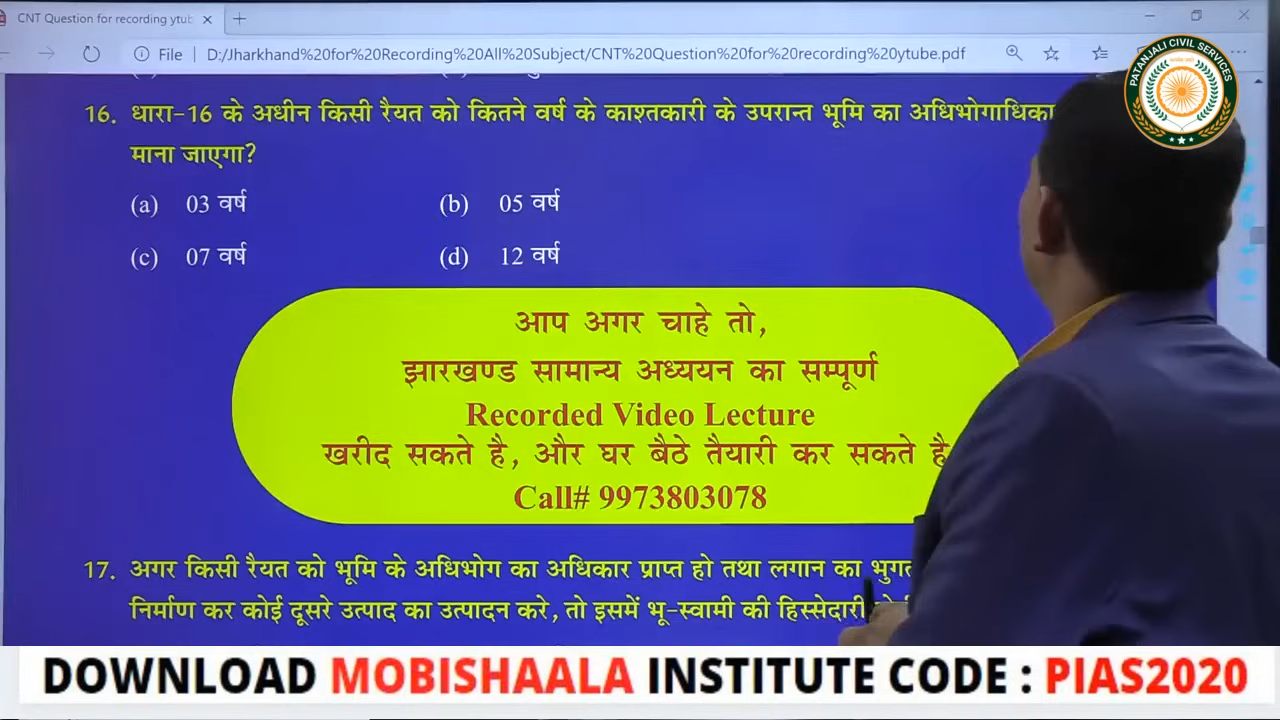 CNT Question for recording ytub
File D:/Jharkhand%20for%20Recording%20All%20Subject/CNT%20Question%20for%20recording%20ytube.pdf
PATANJALI CIVIL SERVICES
16. धारा-16 के अधीन किसी रैयत को कितने वर्ष के काश्तकारी के उपरान्त भूमि का अधिभोगाधिका
माना जाएगा?
(a) 03 वर्ष (b) 05 वर्ष
(c) 07 वर्ष (d) 12 वर्ष
आप अगर चाहे तो,
झारखण्ड सामान्य अध्ययन का सम्पूर्ण
Recorded Video Lecture
खरीद सकते है, और घर बैठे तैयारी कर सकते है
Call# 9973803078
17. अगर किसी रैयत को भूमि के अधिभोग का अधिकार प्राप्त हो तथा लगान का भुगत
निर्माण कर कोई दूसरे उत्पाद का उत्पादन करे, तो इसमें भू-स्वामी की हिस्सेदारी
DOWNLOAD MOBISHAALA INSTITUTE CODE : PIAS2020